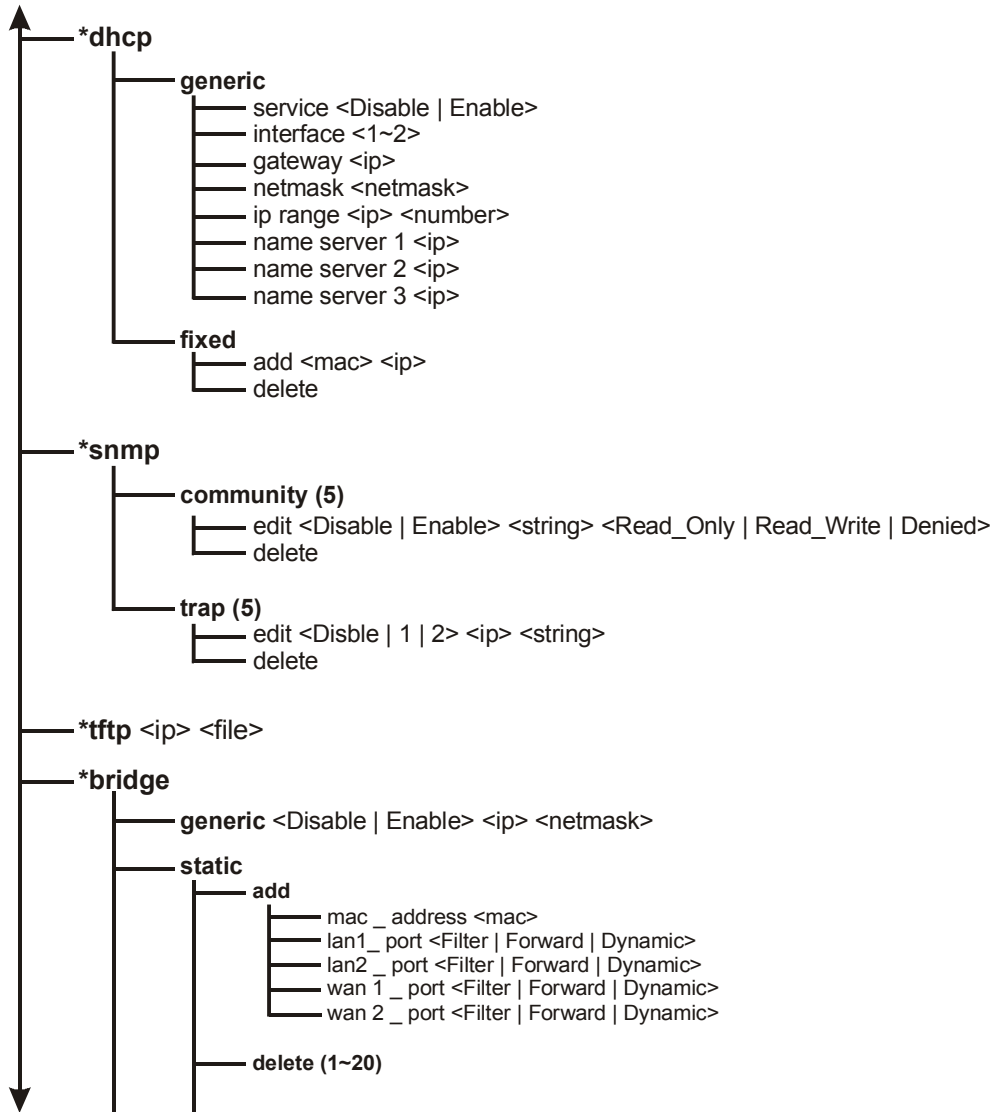 *dhcp
generic
service <Disable | Enable>
interface <1~2>
gateway <ip>
netmask <netmask>
ip range <ip> <number>
name server 1 <ip>
name server 2 <ip>
name server 3 <ip>
fixed
add <mac> <ip>
delete
*snmp
community (5)
edit <Disable | Enable> <string> <Read_Only | Read_Write | Denied>
delete
trap (5)
edit <Disble | 1 | 2> <ip> <string>
delete
*tftp <ip> <file>
*bridge
generic <Disable | Enable> <ip> <netmask>
static
add
mac _ address <mac>
lan1_ port <Filter | Forward | Dynamic>
lan2 _ port <Filter | Forward | Dynamic>
wan 1 _ port <Filter | Forward | Dynamic>
wan 2 _ port <Filter | Forward | Dynamic>
delete (1~20)